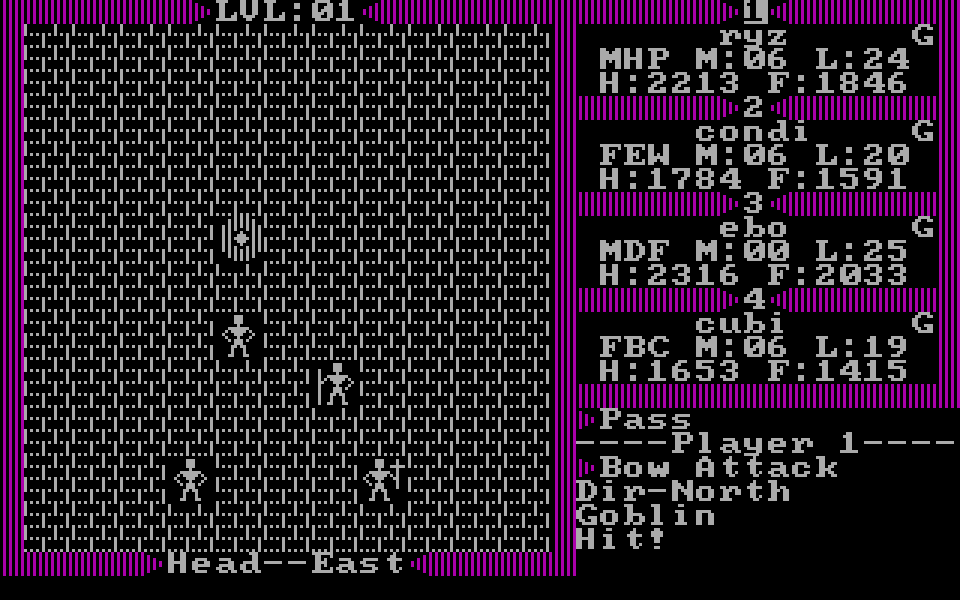 LVL:01
Head--East
1
ryz G
MHP M:06 L:24
H:2213 F:1846
2
condi G
FEW M:06 L:20
H:1784 F:1591
3
ebo G
MDF M:00 L:25
H:2316 F:2033
4
cubi G
FBC M:06 L:19
H:1653 F:1415
Pass
----Player 1----
Bow Attack
Dir-North
Goblin
Hit!